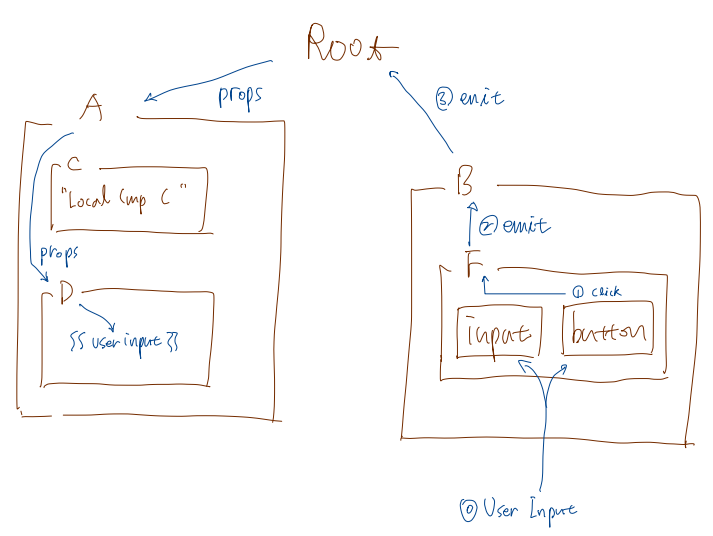 Root
props
③ emit
A
C
"Local Cmp C"
props
D
{{ user input }}
B
② emit
F
① click
input
button
⓪ User Input